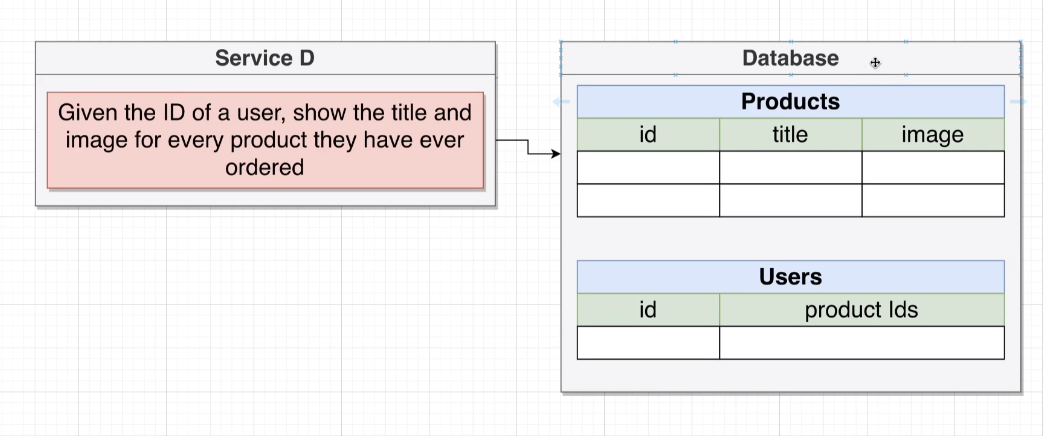 Service D
Given the ID of a user, show the title and
image for every product they have ever
ordered
Database
Products
id title image
Users
id product Ids